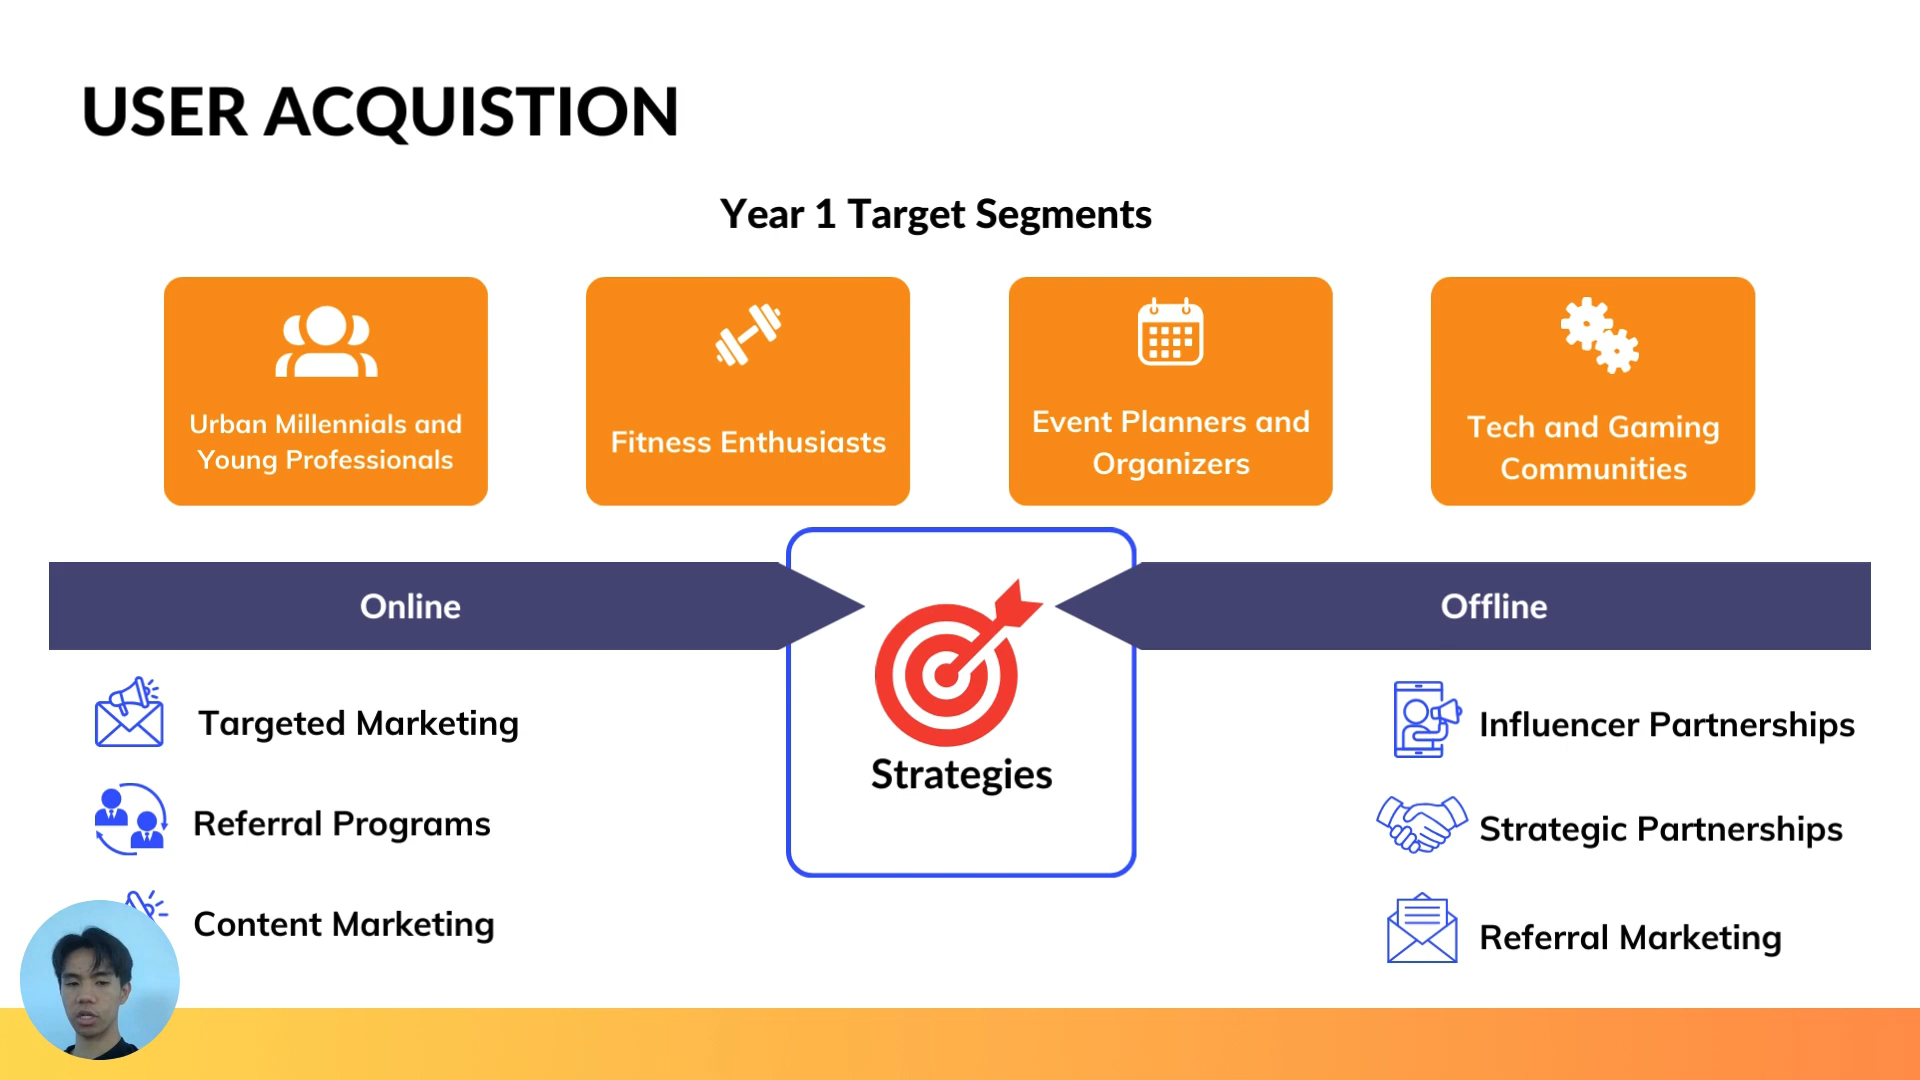 USER ACQUISTION
Year 1 Target Segments
Urban Millennials and
Young Professionals
Fitness Enthusiasts
Event Planners and
Organizers
Tech and Gaming
Communities
Online
Offline
Strategies
Targeted Marketing
Referral Programs
Content Marketing
Influencer Partnerships
Strategic Partnerships
Referral Marketing